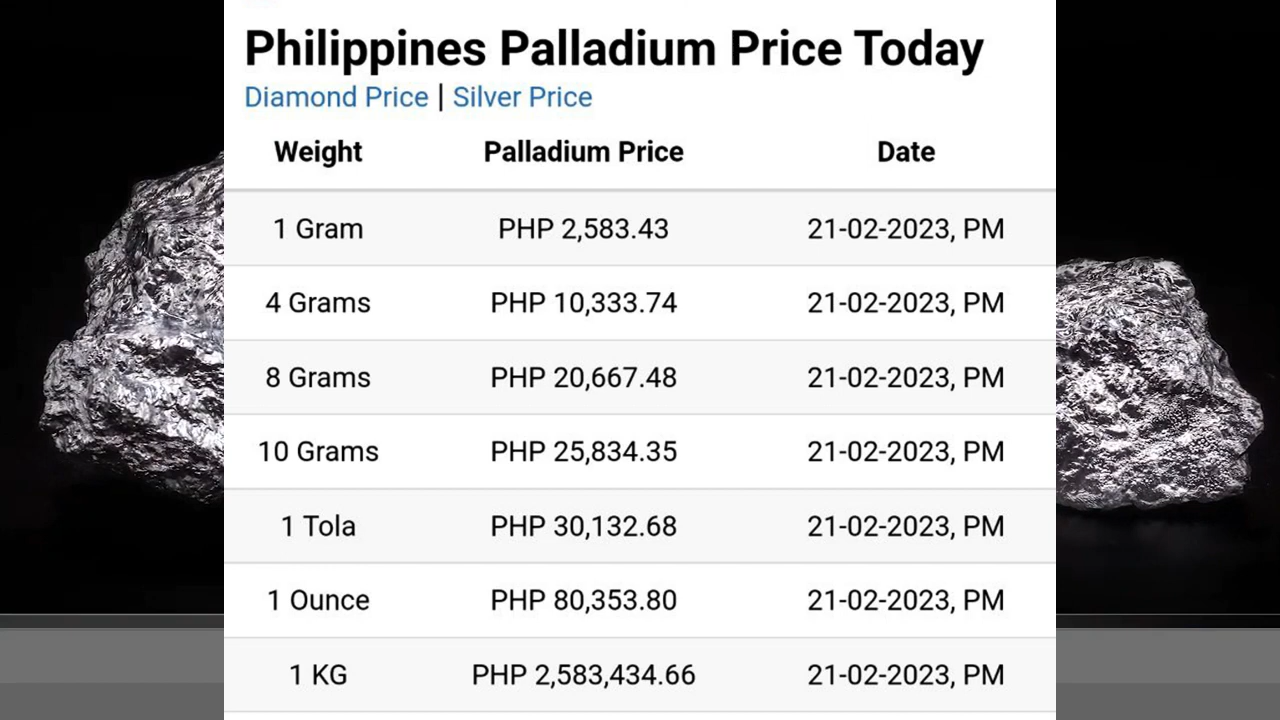 Philippines Palladium Price Today
Diamond Price | Silver Price
Weight Palladium Price Date
1 Gram PHP 2,583.43 21-02-2023, PM
4 Grams PHP 10,333.74 21-02-2023, PM
8 Grams PHP 20,667.48 21-02-2023, PM
10 Grams PHP 25,834.35 21-02-2023, PM
1 Tola PHP 30,132.68 21-02-2023, PM
1 Ounce PHP 80,353.80 21-02-2023, PM
1 KG PHP 2,583,434.66 21-02-2023, PM